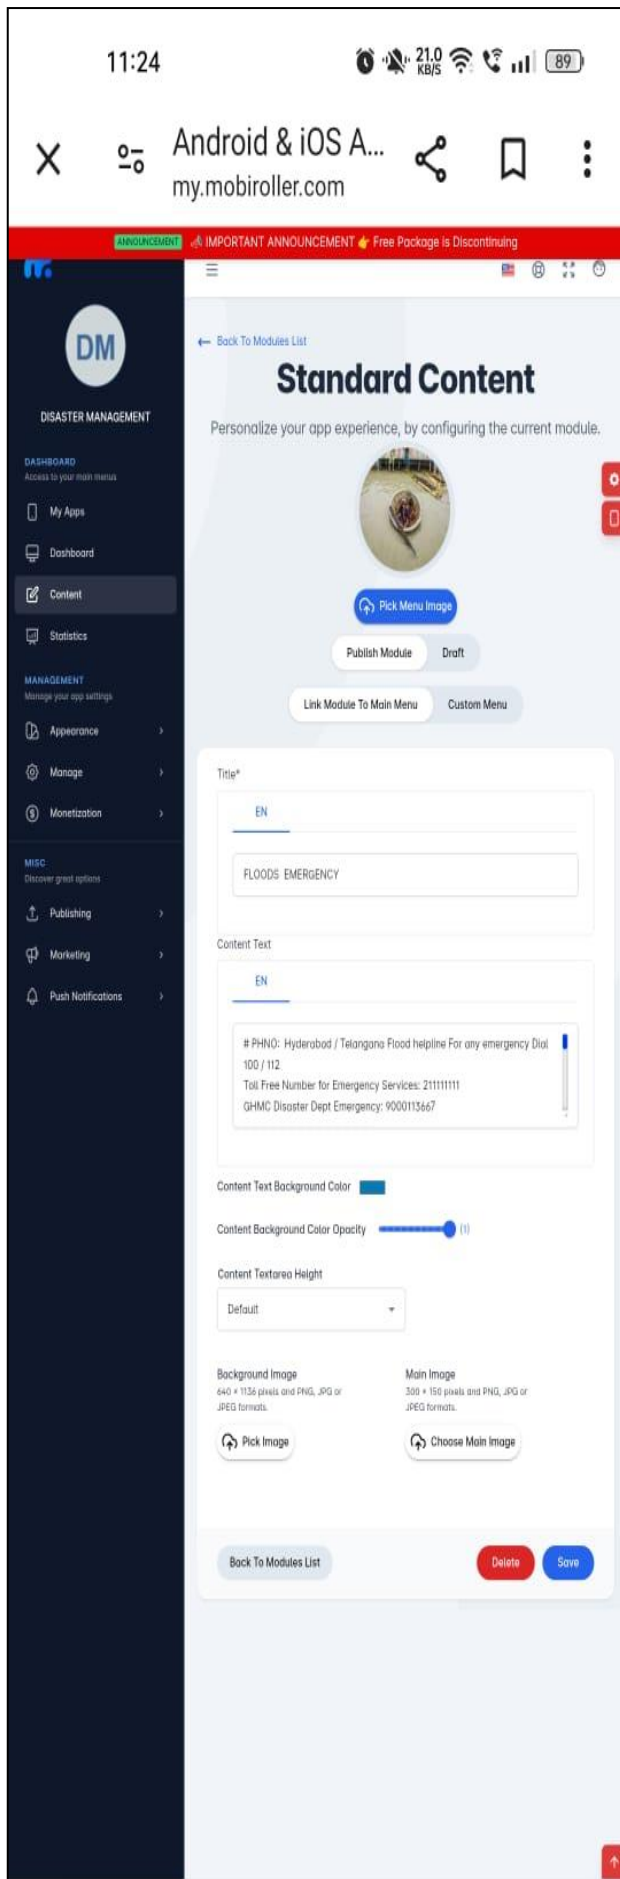 11:24
21.0
KB/S
89
Android & iOS A...
my.mobiroller.com
ANNOUNCEMENT 📣 IMPORTANT ANNOUNCEMENT 👉 Free Package is Discontinuing
DM
DISASTER MANAGEMENT
DASHBOARD
Access to your main menus
My Apps
Dashboard
Content
Statistics
MANAGEMENT
Manage your app settings
Appearance
Manage
Monetization
MISC
Discover great options
Publishing
Marketing
Push Notifications
← Back To Modules List
Standard Content
Personalize your app experience, by configuring the current module.
Pick Menu Image
Publish Module Draft
Link Module To Main Menu Custom Menu
Title*
EN
FLOODS EMERGENCY
Content Text
EN
# PHNO: Hyderabad / Telangana Flood helpline For any emergency Dial
100 / 112
Toll Free Number for Emergency Services: 211111111
GHMC Disaster Dept Emergency: 9000113667
Content Text Background Color
Content Background Color Opacity (1)
Content Textarea Height
Default
Background Image
640 × 1136 pixels and PNG, JPG or
JPEG formats.
Pick Image
Main Image
300 × 150 pixels and PNG, JPG or
JPEG formats.
Choose Main Image
Back To Modules List Delete Save